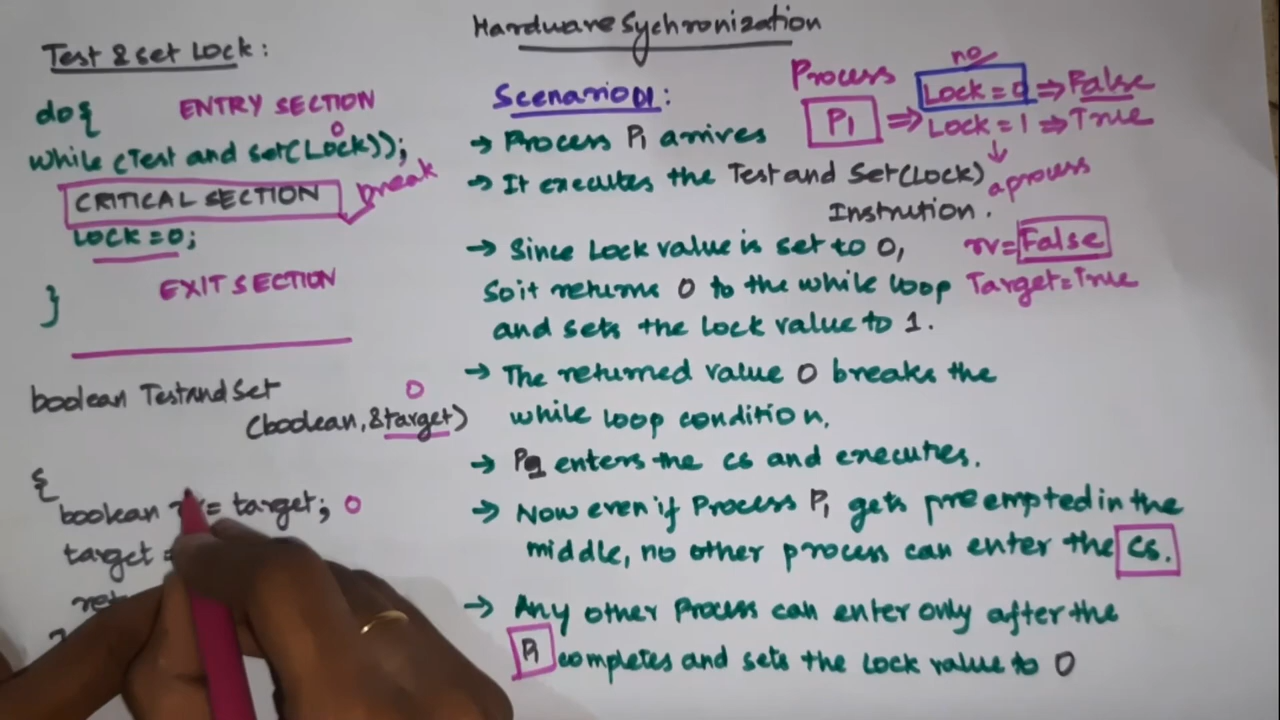 Hardware Sychronization
Test & set Lock :
do{ ENTRY SECTION
0
while (Test and set(Lock));
CRITICAL SECTION break
Lock = 0;
EXIT SECTION
}
boolean TestandSet
0
(boolean, &target)
{
boolean = target; 0
target =
Scenario 01 :
→ Process P1 arrives
→ It executes the Test and Set(Lock)
Instrution .
→ Since Lock value is set to 0,
So it returns 0 to the while loop
and sets the lock value to 1.
→ The returned value 0 breaks the
while loop condition.
→ P1 enters the cs and executies.
→ Now even if Process P1 gets preempted in the
middle, no other process can enter the CS.
→ Any other Process can enter only after the
P1 completes and sets the Lock value to 0
no
Process Lock = 0 ⇒ False
P1 ⇒ Lock = 1 ⇒ True
a process
rv = False
Target = True